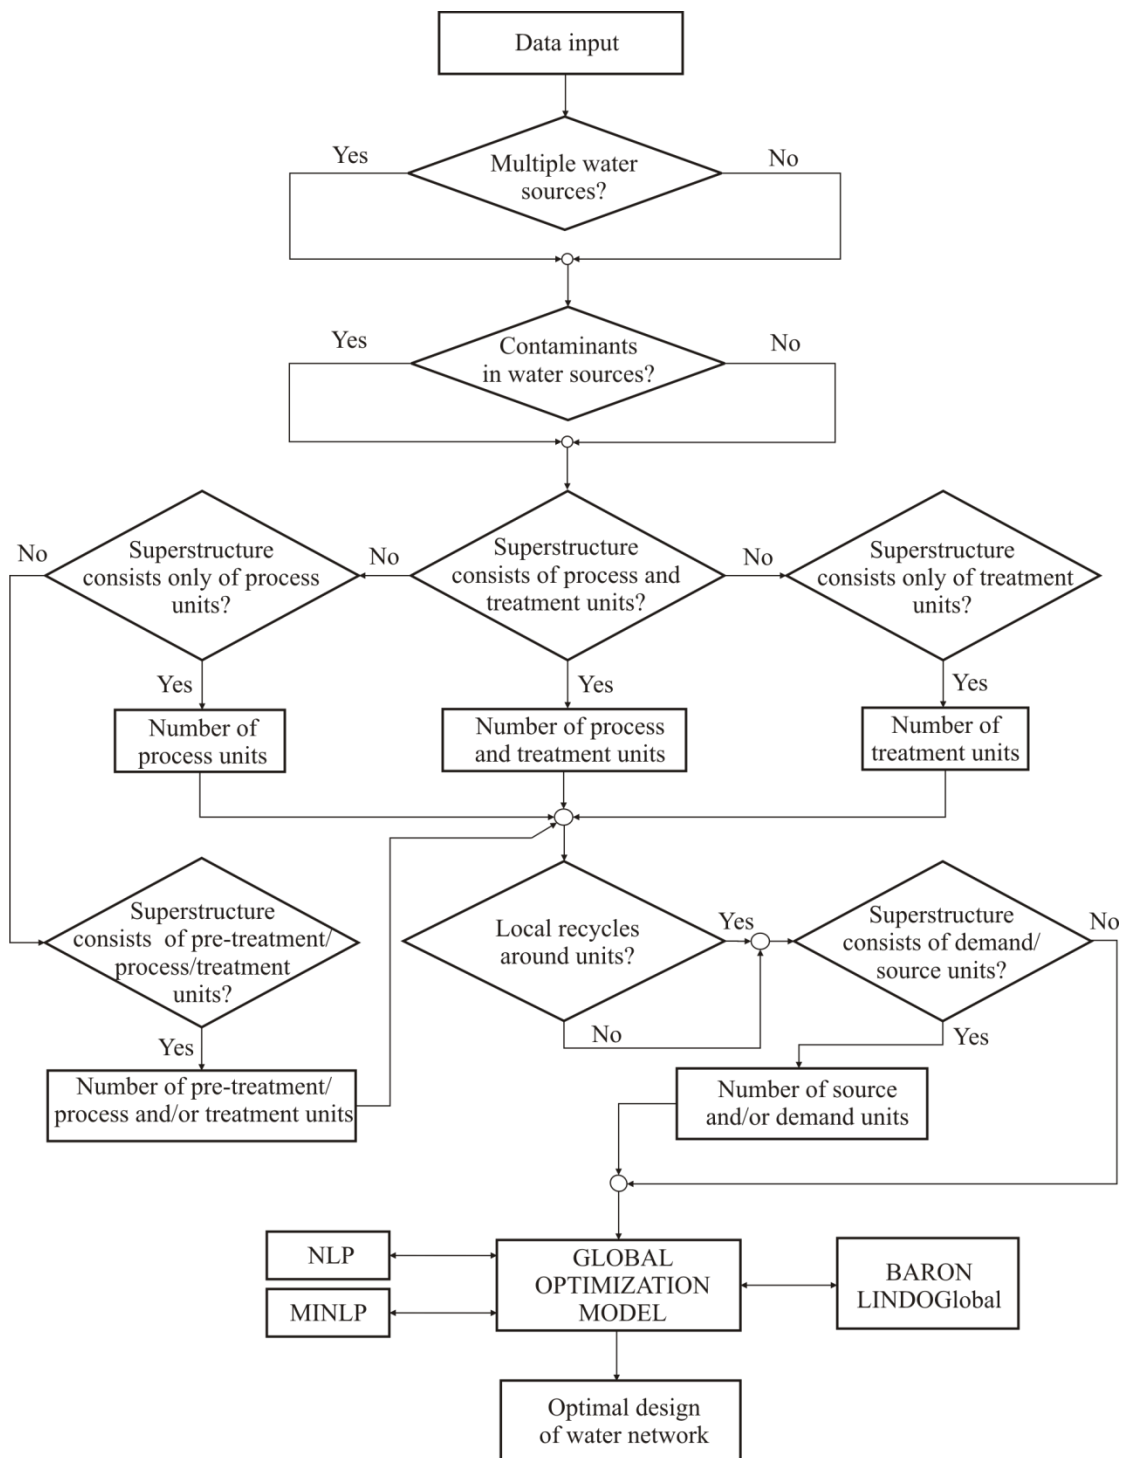 Data input
Yes
Multiple water
sources?
No
Yes
Contaminants
in water sources?
No
No
Superstructure
consists only of process
units?
No
Superstructure
consists of process and
treatment units?
No
Superstructure
consists only of treatment
units?
Yes
Yes
Yes
Number of
process units
Number of process
and treatment units
Number of
treatment units
Superstructure
consists of pre-treatment/
process/treatment
units?
Local recycles
around units?
Yes
Superstructure
consists of demand/
source units?
No
No
Yes
Yes
Number of pre-treatment/
process and/or treatment units
Number of source
and/or demand units
NLP
MINLP
GLOBAL
OPTIMIZATION
MODEL
BARON
LINDOGlobal
Optimal design
of water network